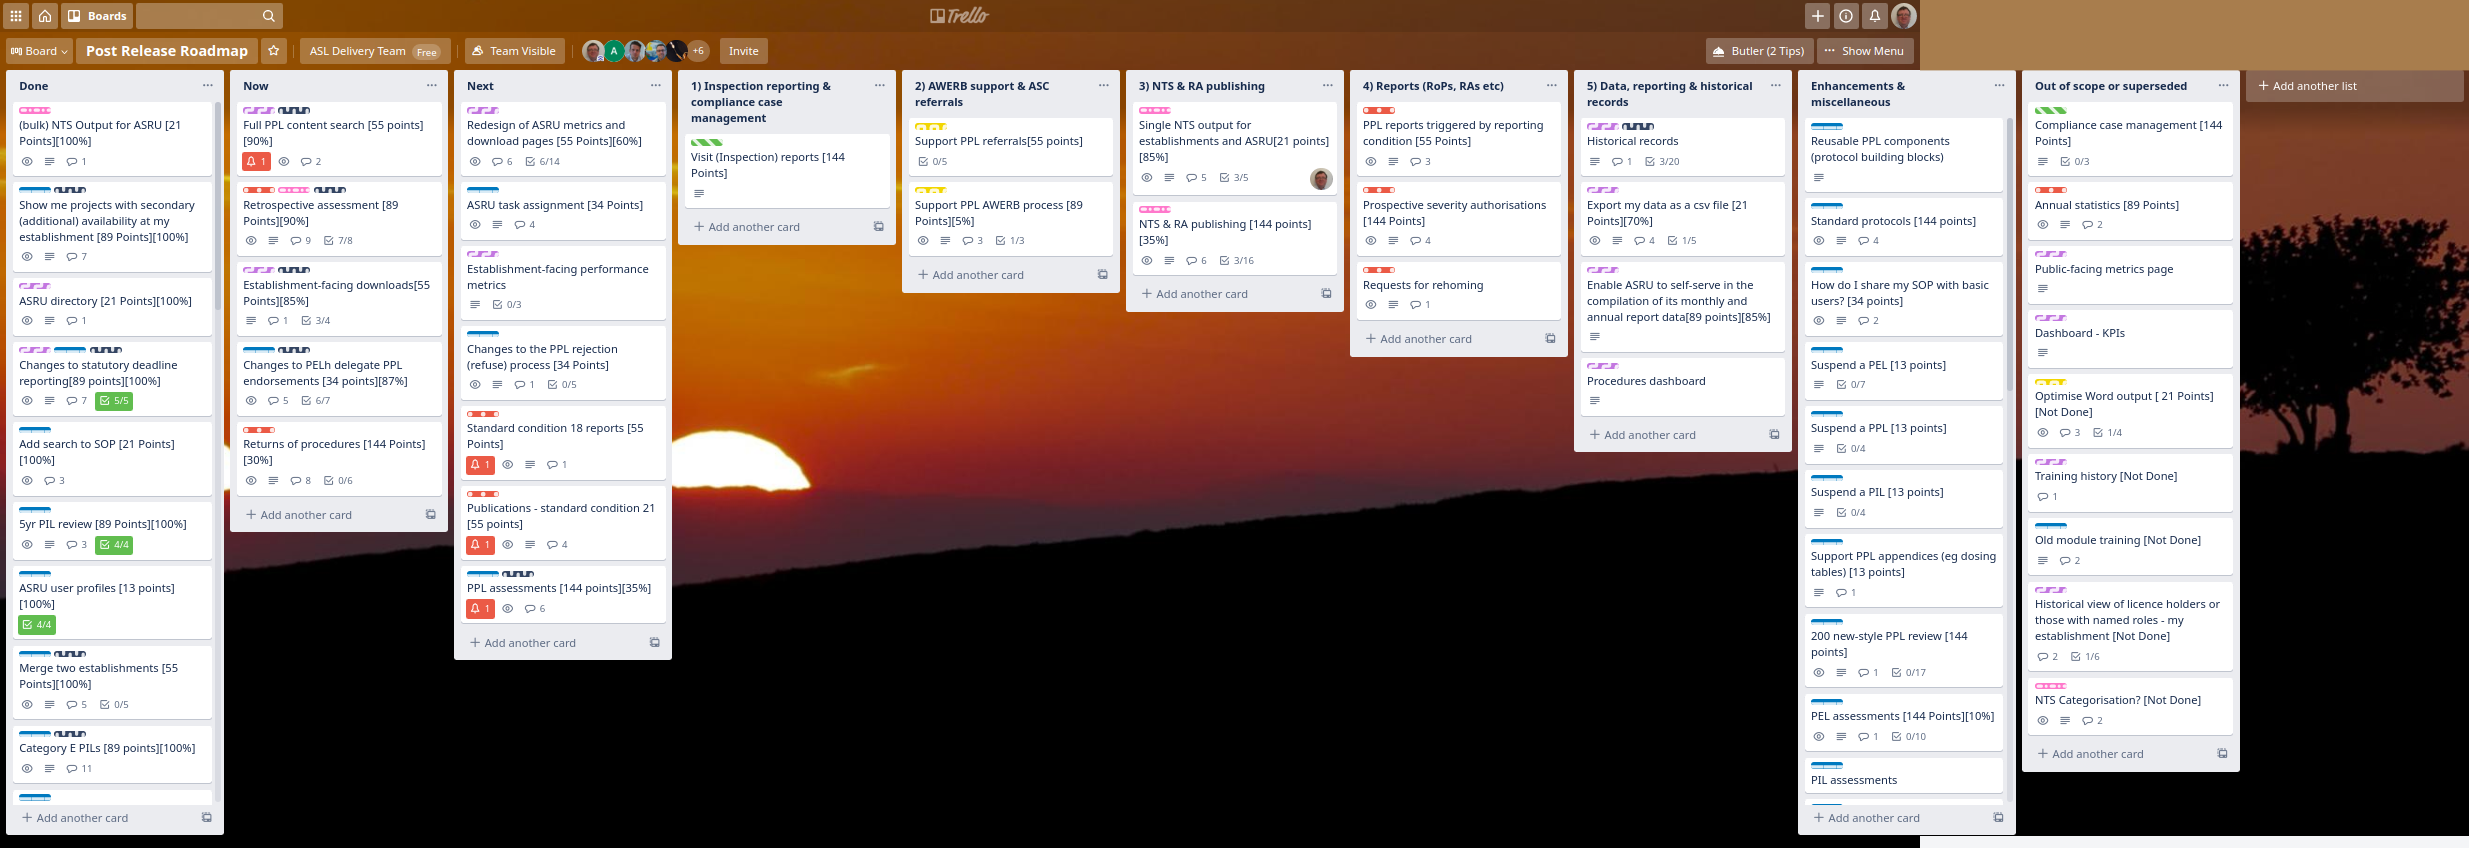 Boards
Trello
Board
Post Release Roadmap
ASL Delivery Team Free
Team Visible
A
+6
Invite
Butler (2 Tips)
Show Menu
Done
(bulk) NTS Output for ASRU [21
Points][100%]
1
Show me projects with secondary
(additional) availability at my
establishment [89 Points][100%]
7
ASRU directory [21 Points][100%]
1
Changes to statutory deadline
reporting[89 points][100%]
7 5/5
Add search to SOP [21 Points]
[100%]
3
5yr PIL review [89 Points][100%]
3 4/4
ASRU user profiles [13 points]
[100%]
4/4
Merge two establishments [55
Points][100%]
5 0/5
Category E PILs [89 points][100%]
11
Add another card
Now
Full PPL content search [55 points]
[90%]
1 2
Retrospective assessment [89
Points][90%]
9 7/8
Establishment-facing downloads[55
Points][85%]
1 3/4
Changes to PELh delegate PPL
endorsements [34 points][87%]
5 6/7
Returns of procedures [144 Points]
[30%]
8 0/6
Add another card
Next
Redesign of ASRU metrics and
download pages [55 Points][60%]
6 6/14
ASRU task assignment [34 Points]
4
Establishment-facing performance
metrics
0/3
Changes to the PPL rejection
(refuse) process [34 Points]
1 0/5
Standard condition 18 reports [55
Points]
1 1
Publications - standard condition 21
[55 points]
1 4
PPL assessments [144 points][35%]
1 6
Add another card
1) Inspection reporting &
compliance case
management
Visit (Inspection) reports [144
Points]
Add another card
2) AWERB support & ASC
referrals
Support PPL referrals[55 points]
0/5
Support PPL AWERB process [89
Points][5%]
3 1/3
Add another card
3) NTS & RA publishing
Single NTS output for
establishments and ASRU[21 points]
[85%]
5 3/5
NTS & RA publishing [144 points]
[35%]
6 3/16
Add another card
4) Reports (RoPs, RAs etc)
PPL reports triggered by reporting
condition [55 Points]
3
Prospective severity authorisations
[144 Points]
4
Requests for rehoming
1
Add another card
5) Data, reporting & historical
records
Historical records
1 3/20
Export my data as a csv file [21
Points][70%]
4 1/5
Enable ASRU to self-serve in the
compilation of its monthly and
annual report data[89 points][85%]
Procedures dashboard
Add another card
Enhancements &
miscellaneous
Reusable PPL components
(protocol building blocks)
Standard protocols [144 points]
4
How do I share my SOP with basic
users? [34 points]
2
Suspend a PEL [13 points]
0/7
Suspend a PPL [13 points]
0/4
Suspend a PIL [13 points]
0/4
Support PPL appendices (eg dosing
tables) [13 points]
1
200 new-style PPL review [144
points]
1 0/17
PEL assessments [144 Points][10%]
1 0/10
PIL assessments
Add another card
Out of scope or superseded
Compliance case management [144
Points]
0/3
Annual statistics [89 Points]
2
Public-facing metrics page
Dashboard - KPIs
Optimise Word output [ 21 Points]
[Not Done]
3 1/4
Training history [Not Done]
1
Old module training [Not Done]
2
Historical view of licence holders or
those with named roles - my
establishment [Not Done]
2 1/6
NTS Categorisation? [Not Done]
2
Add another card
Add another list